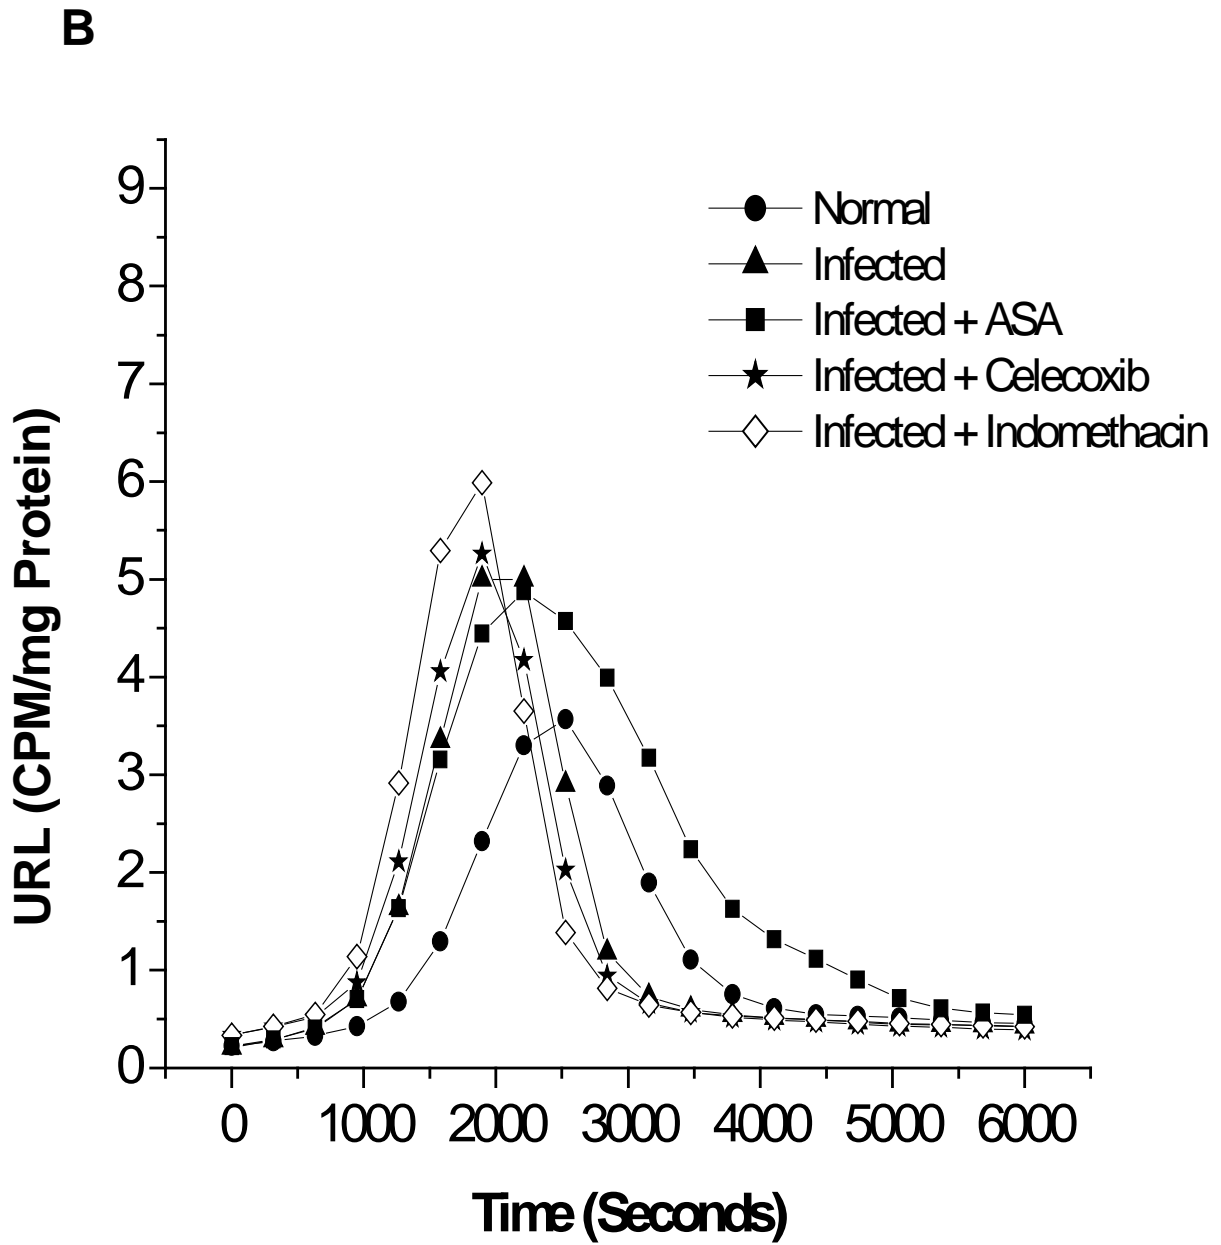 B
9
8
7
6
5
4
3
2
1
0
URL (CPM/mg Protein)
Normal
Infected
Infected + ASA
Infected + Celecoxib
Infected + Indomethacin
0 1000 2000 3000 4000 5000 6000
Time (Seconds)